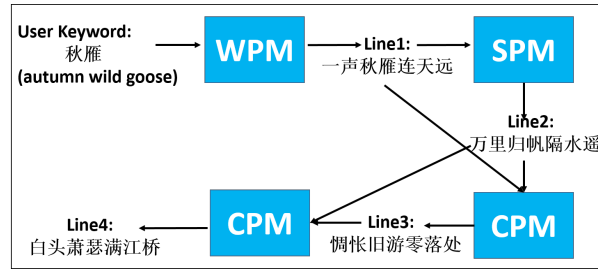 User Keyword:
秋雁
(autumn wild goose)
WPM
Line1:
一声秋雁连天远
SPM
Line2:
万里归帆隔水遥
CPM
Line3:
惆怅旧游零落处
CPM
Line4:
白头萧瑟满江桥